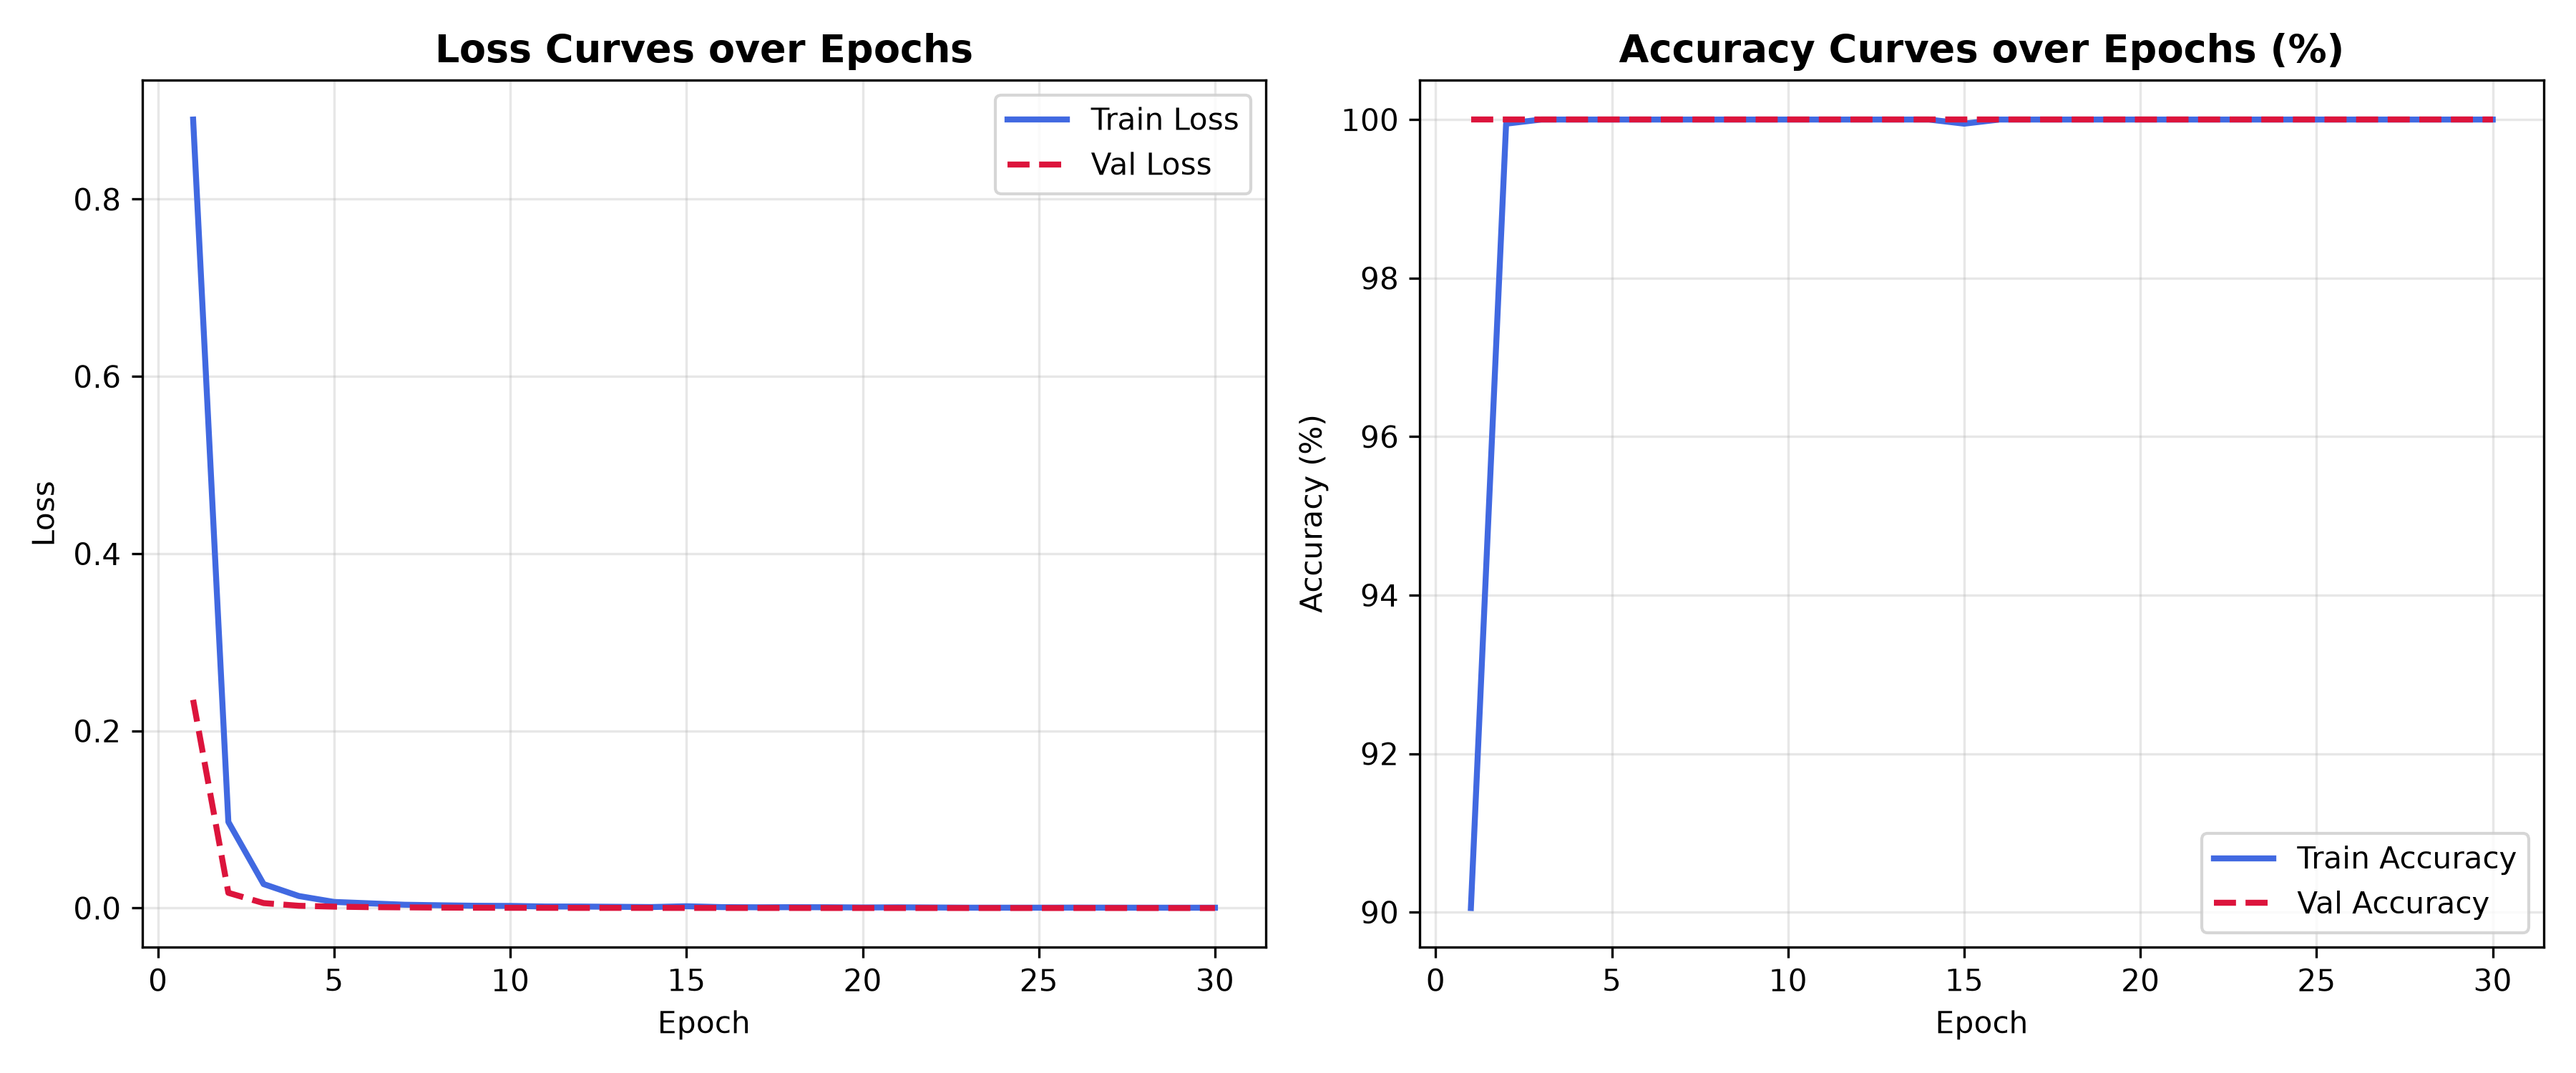 Loss Curves over Epochs
Train Loss
Val Loss
0.8
0.6
0.4
0.2
0.0
Loss
0 5 10 15 20 25 30
Epoch
Accuracy Curves over Epochs (%)
100
98
96
94
92
90
Accuracy (%)
Train Accuracy
Val Accuracy
0 5 10 15 20 25 30
Epoch